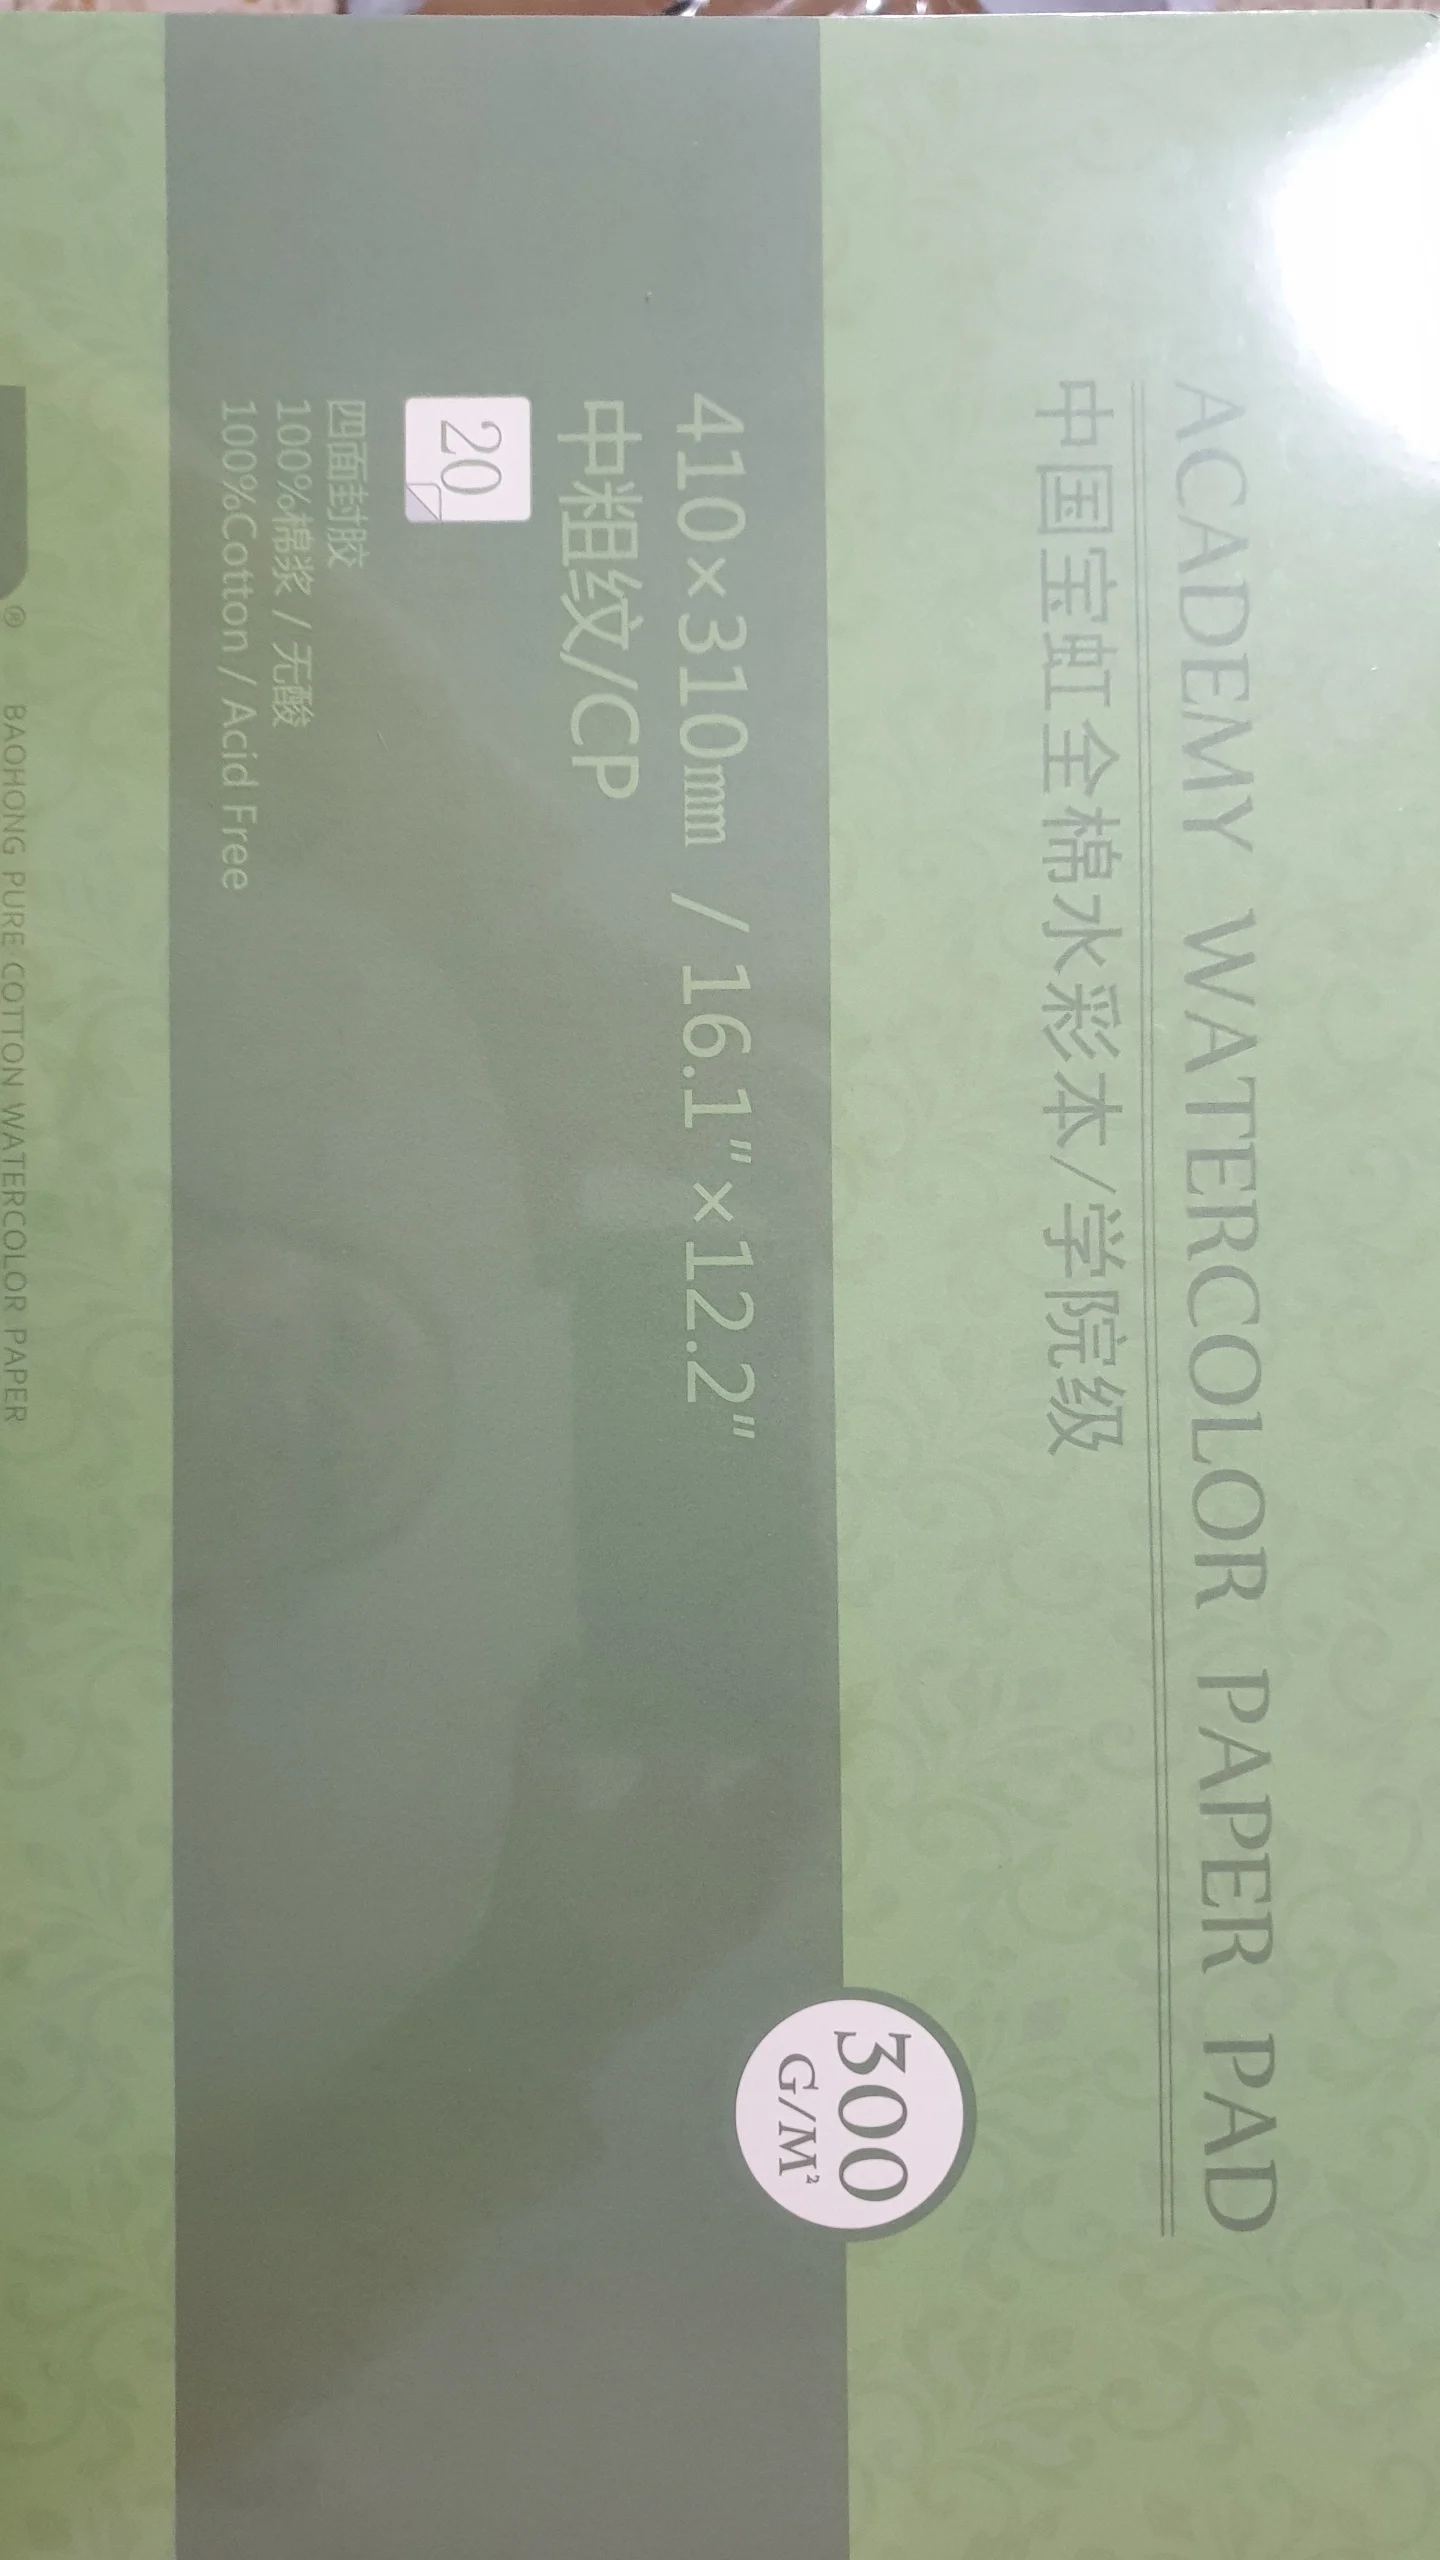 ACADEMY WATERCOLOR PAPER PAD
中国宝虹全棉水彩本/学院级
300
G/M²
410×310mm / 16.1"×12.2"
中粗纹/CP
20
四面封胶
100%棉浆 / 无酸
100%Cotton / Acid Free
® BAOHONG PURE COTTON WATERCOLOR PAPER